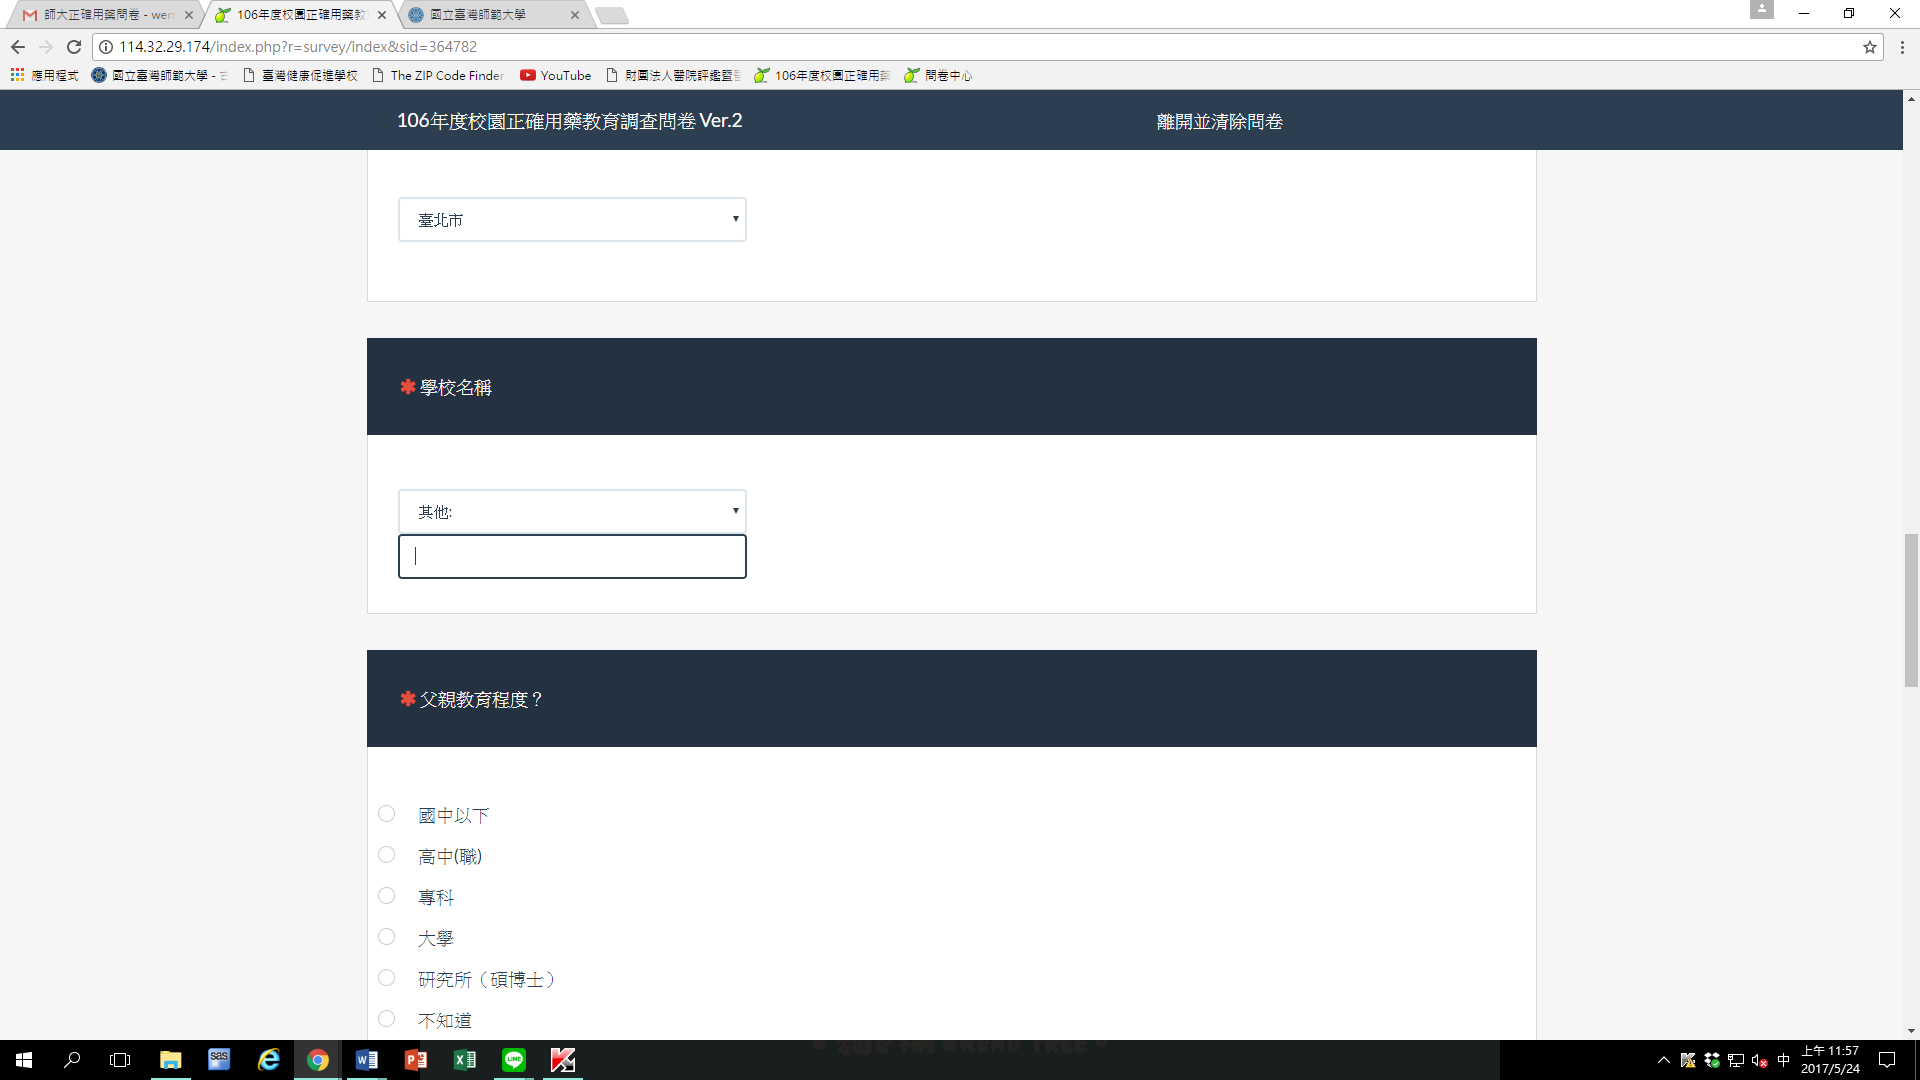 師大正確用藥問卷 - wen
106年度校園正確用藥教
國立臺灣師範大學
114.32.29.174/index.php?r=survey/index&sid=364782
應用程式
國立臺灣師範大學 -
臺灣健康促進學校
The ZIP Code Finder
YouTube
財團法人醫院評鑑暨
106年度校園正確用藥
問卷中心
106年度校園正確用藥教育調查問卷 Ver.2
離開並清除問卷
臺北市
✱ 學校名稱
其他:
✱ 父親教育程度？
國中以下
高中(職)
專科
大學
研究所（碩博士）
不知道
中
上午 11:57
2017/5/24